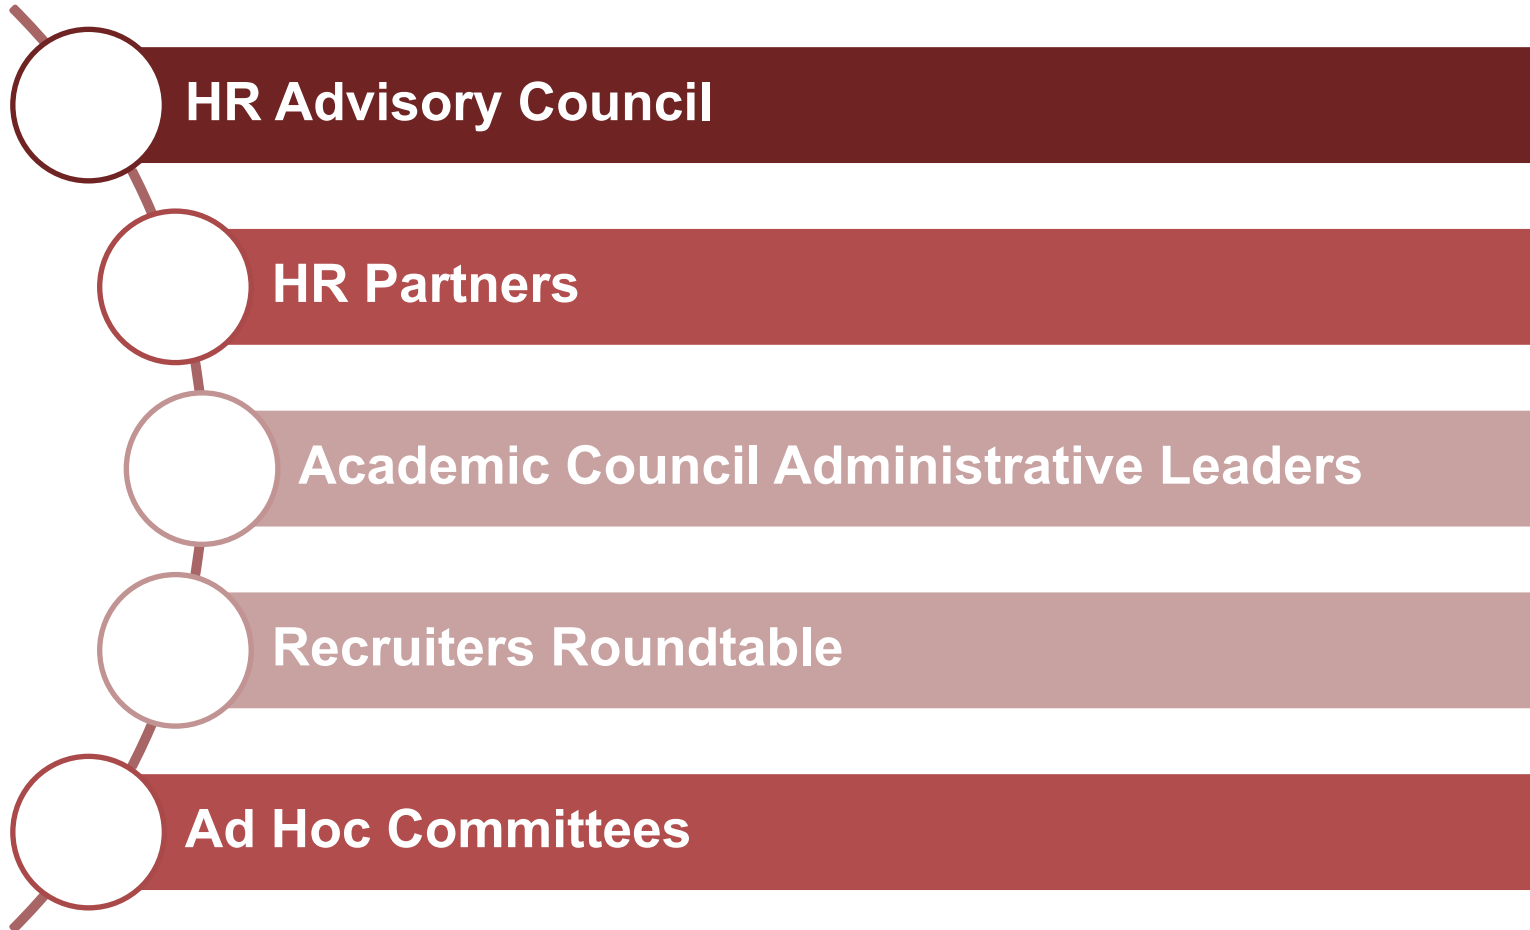 HR Advisory Council
HR Partners
Academic Council Administrative Leaders
Recruiters Roundtable
Ad Hoc Committees